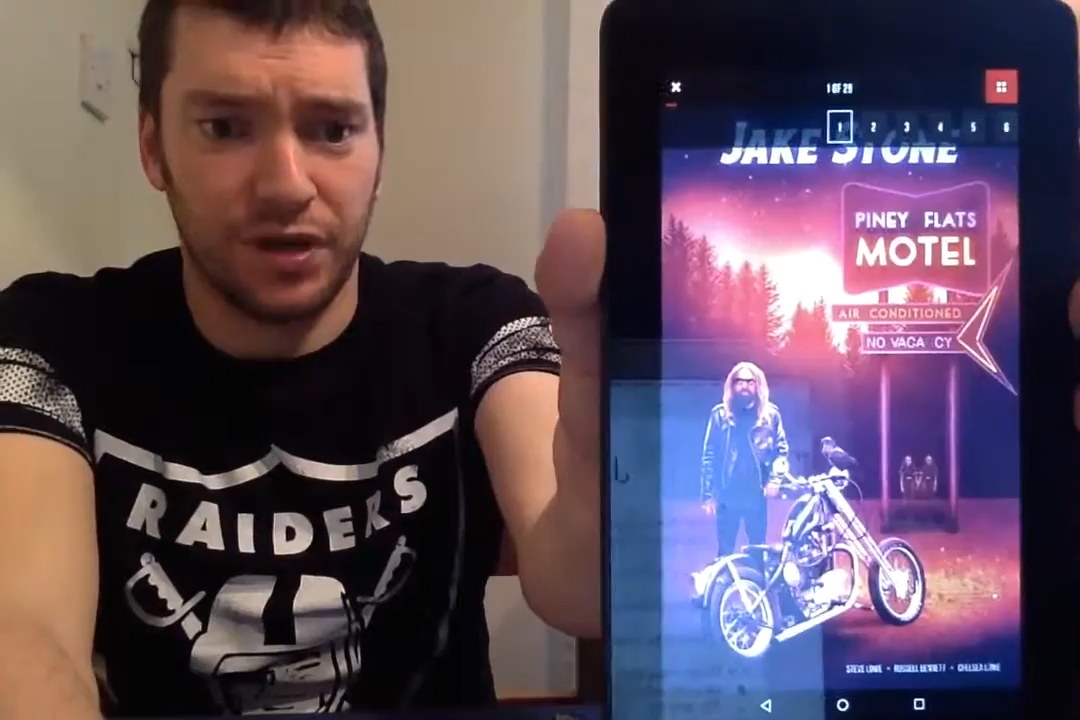 RAIDERS
1 OF 29
1 2 3 4 5 6
JAKE STONE
PINEY FLATS
MOTEL
AIR CONDITIONED
NO VACA CY
STEVE LOWE • RUSSELL BENNETT • CHELSEA LOWE